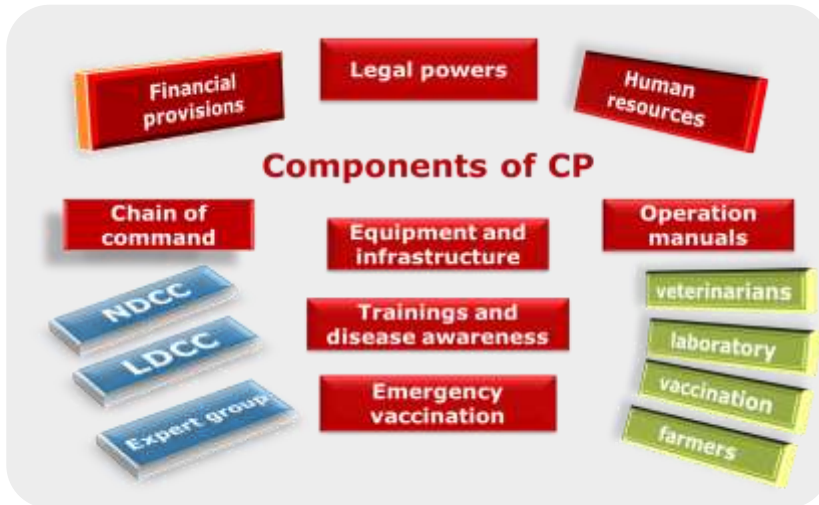 Financial
provisions
Legal powers
Human
resources
Components of CP
Chain of
command
NDCC
LDCC
Expert group
Equipment and
infrastructure
Trainings and
disease awareness
Emergency
vaccination
Operation
manuals
veterinarians
laboratory
vaccination
farmers